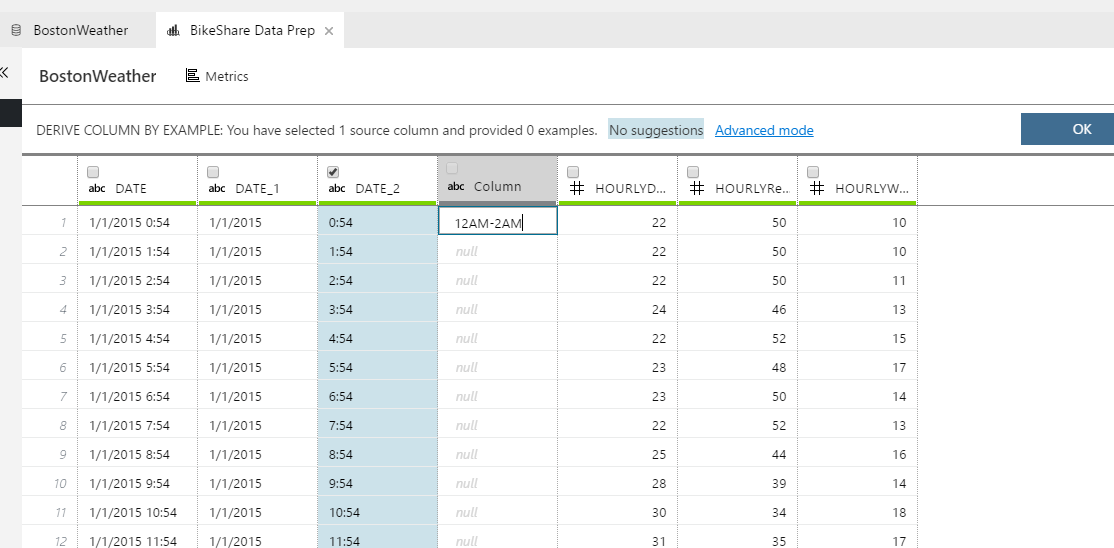 BostonWeather BikeShare Data Prep
BostonWeather Metrics
DERIVE COLUMN BY EXAMPLE: You have selected 1 source column and provided 0 examples. No suggestions Advanced mode OK
abc DATE abc DATE_1 abc DATE_2 abc Column HOURLYD... HOURLYRe... HOURLYW...
1 1/1/2015 0:54 1/1/2015 0:54 12AM-2AM 22 50 10
2 1/1/2015 1:54 1/1/2015 1:54 null 22 50 10
3 1/1/2015 2:54 1/1/2015 2:54 null 22 50 11
4 1/1/2015 3:54 1/1/2015 3:54 null 24 46 13
5 1/1/2015 4:54 1/1/2015 4:54 null 22 52 15
6 1/1/2015 5:54 1/1/2015 5:54 null 23 48 17
7 1/1/2015 6:54 1/1/2015 6:54 null 23 50 14
8 1/1/2015 7:54 1/1/2015 7:54 null 22 52 13
9 1/1/2015 8:54 1/1/2015 8:54 null 25 44 16
10 1/1/2015 9:54 1/1/2015 9:54 null 28 39 14
11 1/1/2015 10:54 1/1/2015 10:54 null 30 34 18
12 1/1/2015 11:54 1/1/2015 11:54 null 31 35 17